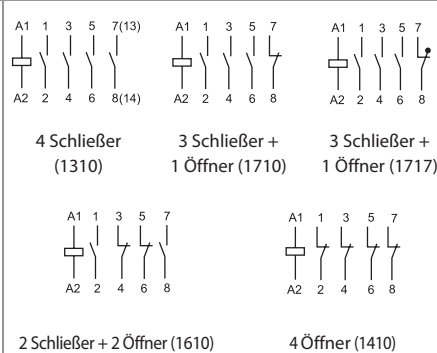 A1 1 3 5 7(13)
A2 2 4 6 8(14)
4 Schließer
(1310)
A1 1 3 5 7
A2 2 4 6 8
3 Schließer +
1 Öffner (1710)
A1 1 3 5 7
A2 2 4 6 8
3 Schließer +
1 Öffner (1717)
A1 1 3 5 7
A2 2 4 6 8
2 Schließer + 2 Öffner (1610)
A1 1 3 5 7
A2 2 4 6 8
4 Öffner (1410)